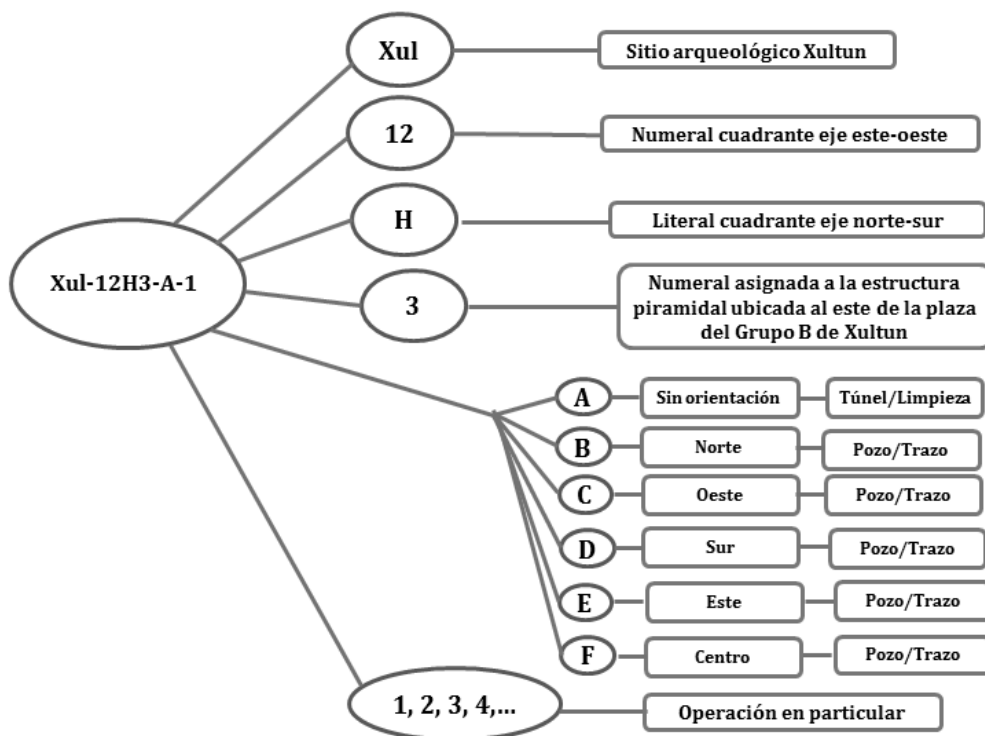 Xul
Sitio arqueológico Xultun
12
Numeral cuadrante eje este-oeste
H
Literal cuadrante eje norte-sur
Xul-12H3-A-1
3
Numeral asignada a la estructura
piramidal ubicada al este de la plaza
del Grupo B de Xultun
A
Sin orientación
Túnel/Limpieza
B
Norte
Pozo/Trazo
C
Oeste
Pozo/Trazo
D
Sur
Pozo/Trazo
E
Este
Pozo/Trazo
F
Centro
Pozo/Trazo
1, 2, 3, 4,...
Operación en particular